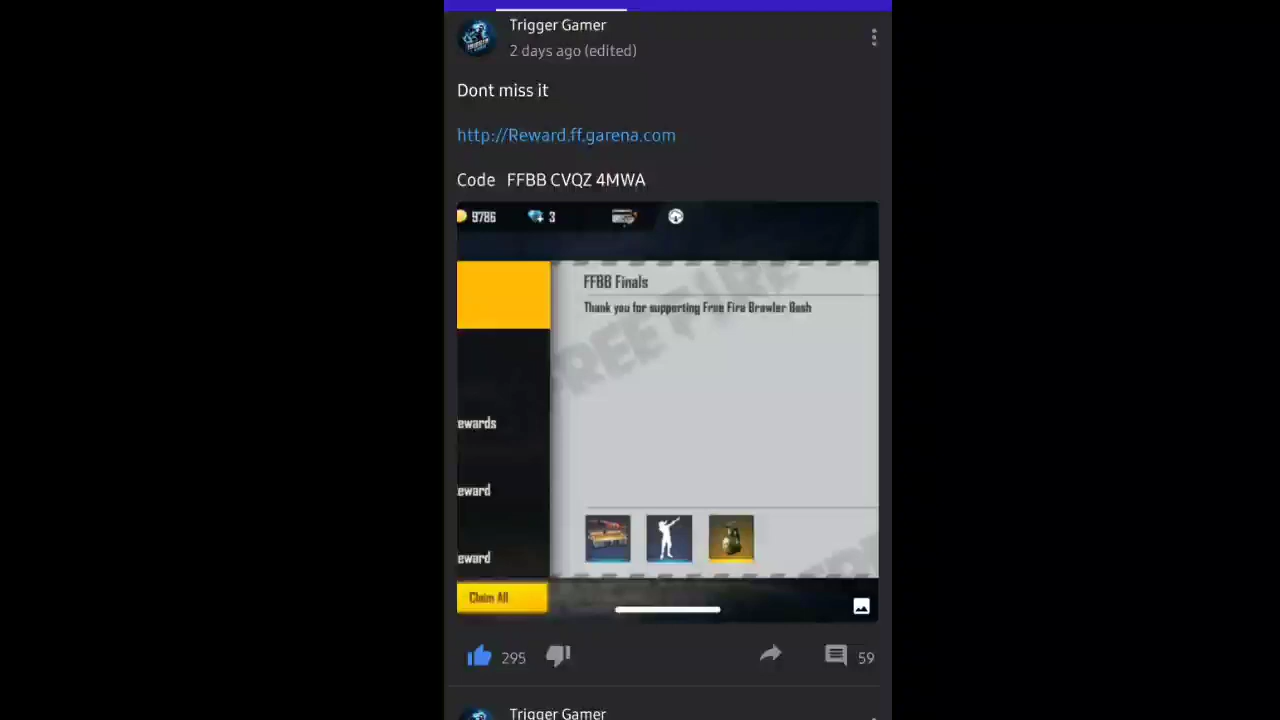 Trigger Gamer
2 days ago (edited)
Dont miss it
http://Reward.ff.garena.com
Code FFBB CVQZ 4MWA
9786 3
FFBB Finals
Thank you for supporting Free Fire Brawler Bash
FREE FIRE
ewards
eward
eward
Claim All
295 59
Trigger Gamer